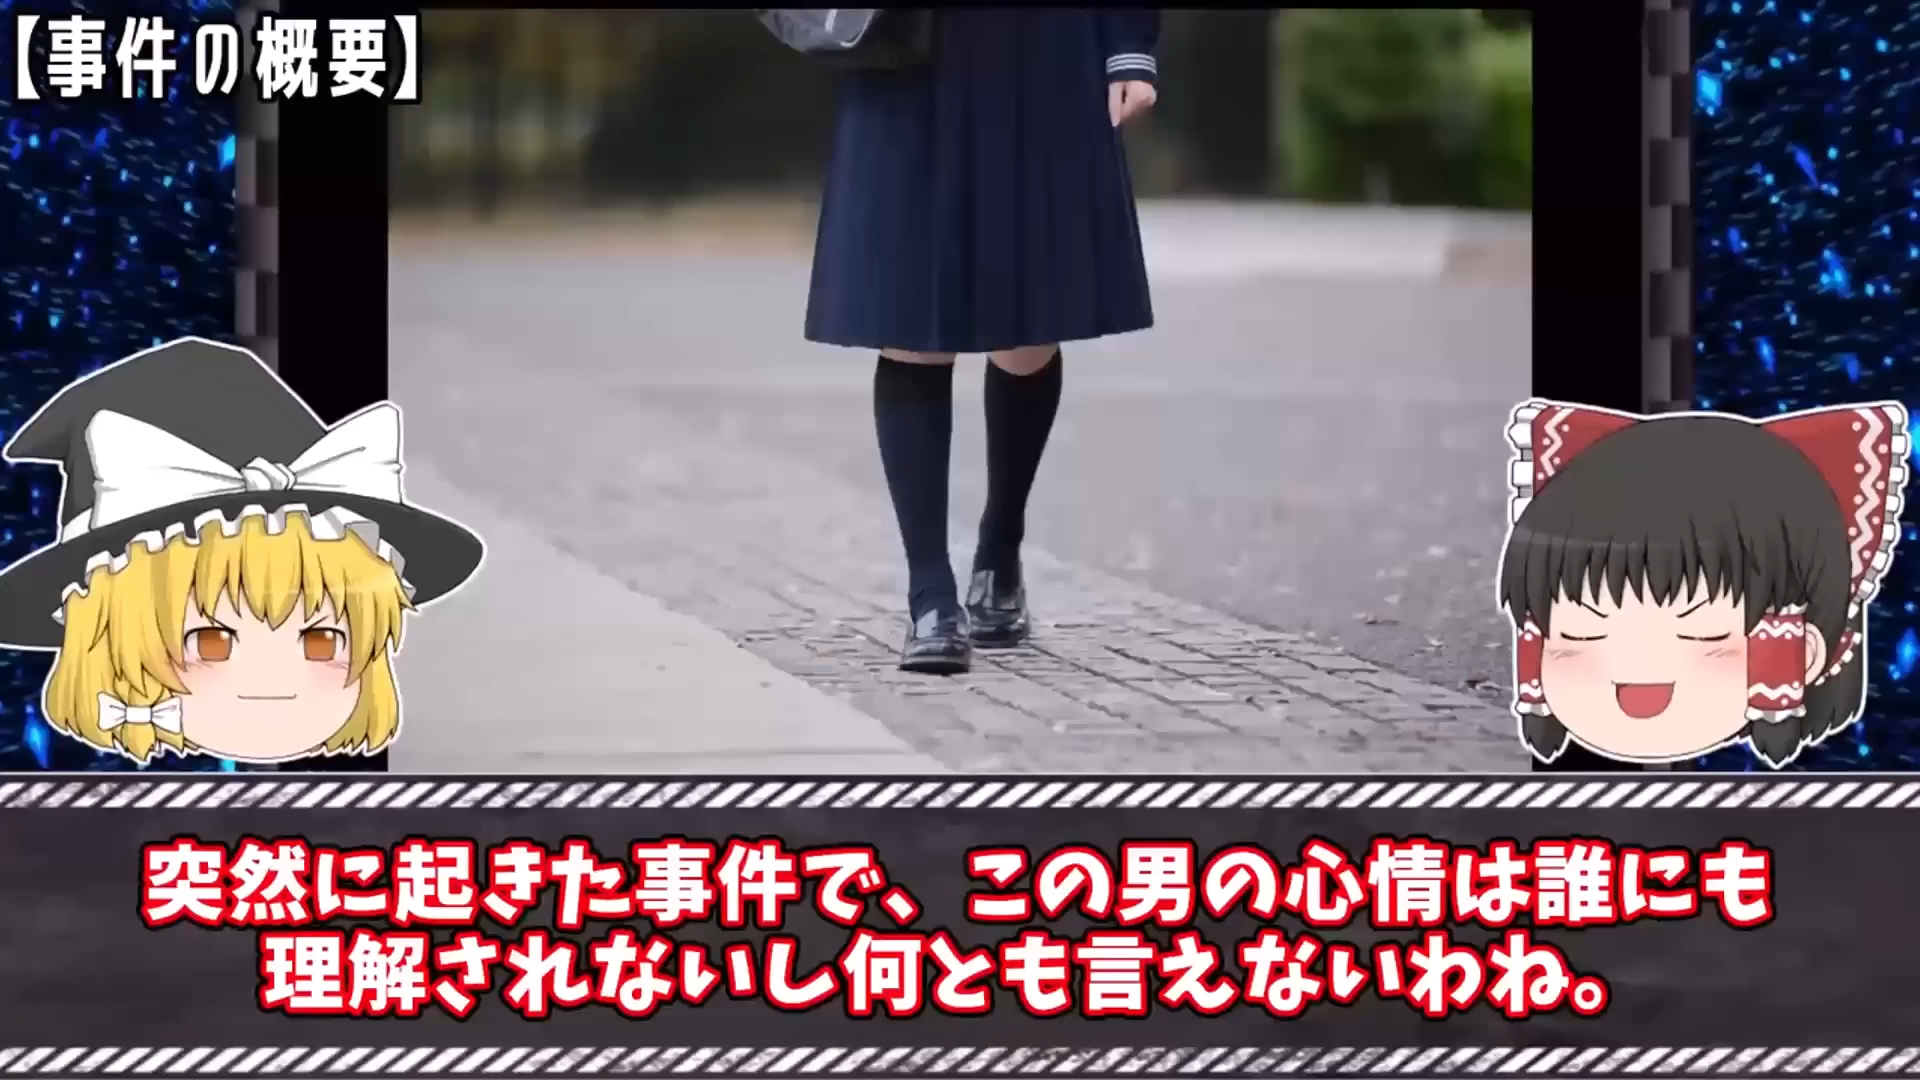 【事件の概要】
突然に起きた事件で、この男の心情は誰にも
理解されないし何とも言えないわね。